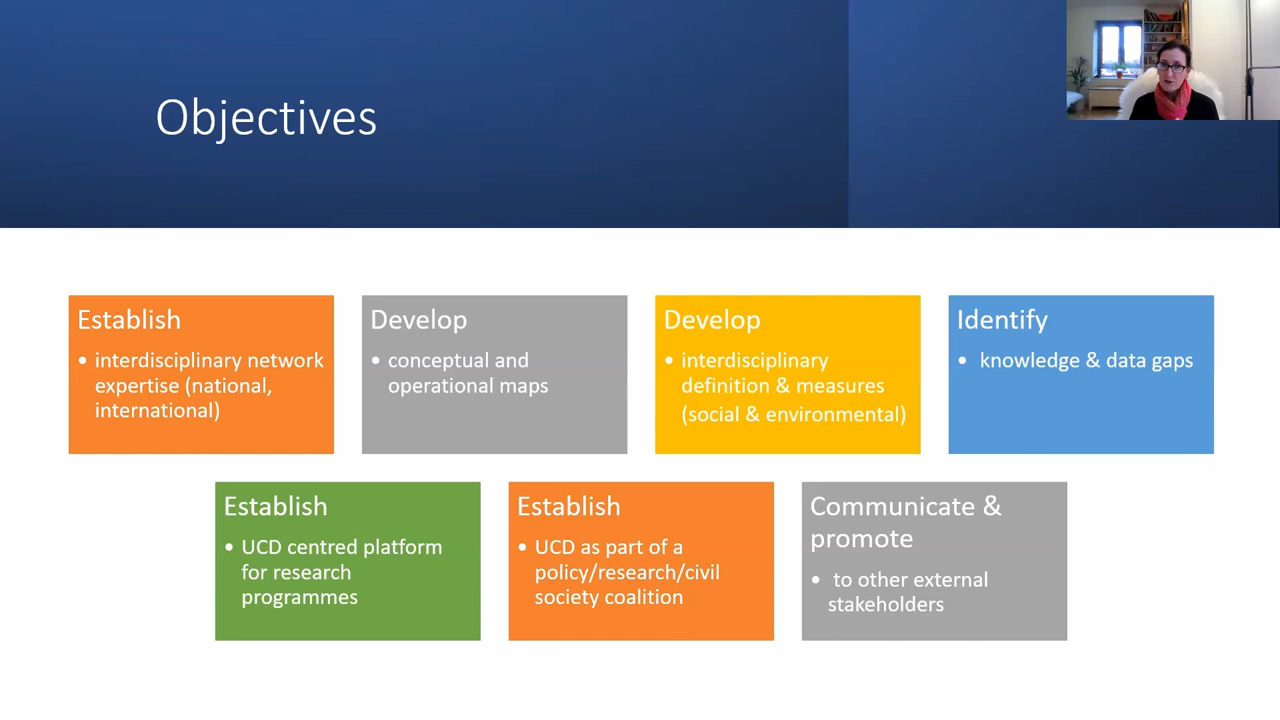 Objectives
Establish
• interdisciplinary network
expertise (national,
international)
Develop
• conceptual and
operational maps
Develop
• interdisciplinary
definition & measures
(social & environmental)
Identify
• knowledge & data gaps
Establish
• UCD centred platform
for research
programmes
Establish
• UCD as part of a
policy/research/civil
society coalition
Communicate &
promote
• to other external
stakeholders